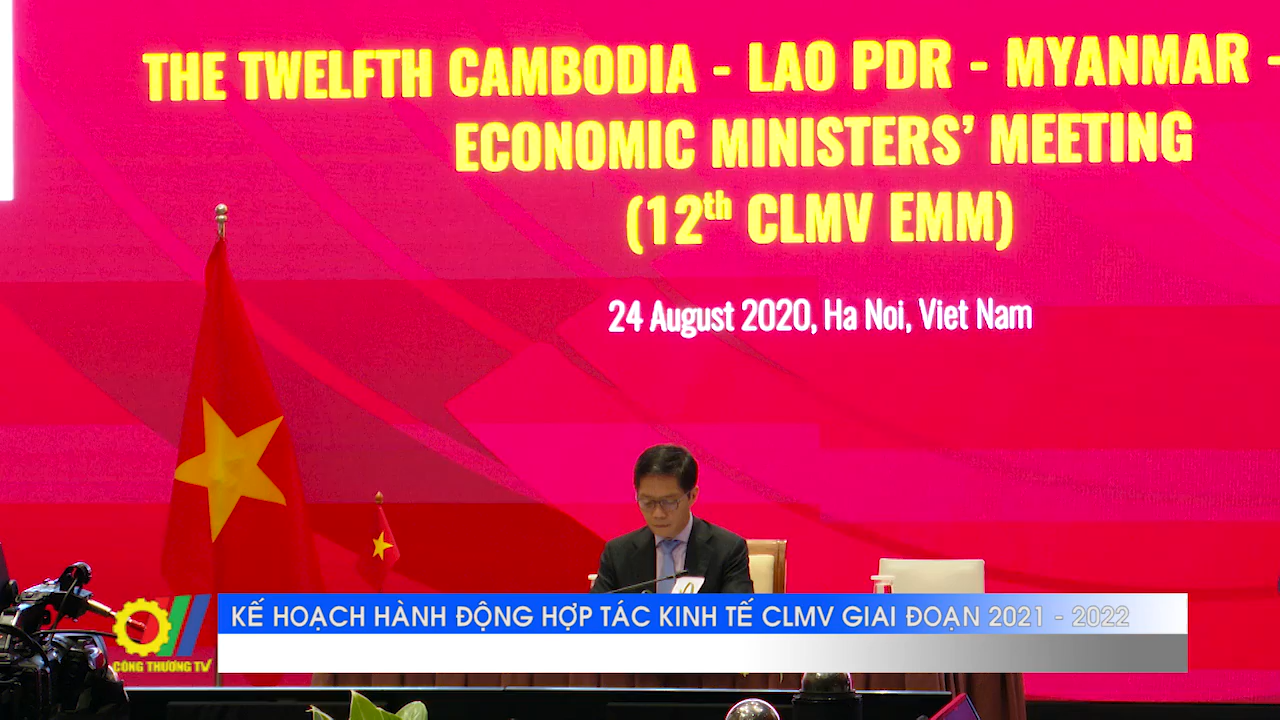 THE TWELFTH CAMBODIA - LAO PDR - MYANMAR -
ECONOMIC MINISTERS' MEETING
(12th CLMV EMM)
24 August 2020, Ha Noi, Viet Nam
KẾ HOẠCH HÀNH ĐỘNG HỢP TÁC KINH TẾ CLMV GIAI ĐOẠN 2021 - 2022
CÔNG THƯƠNG TV